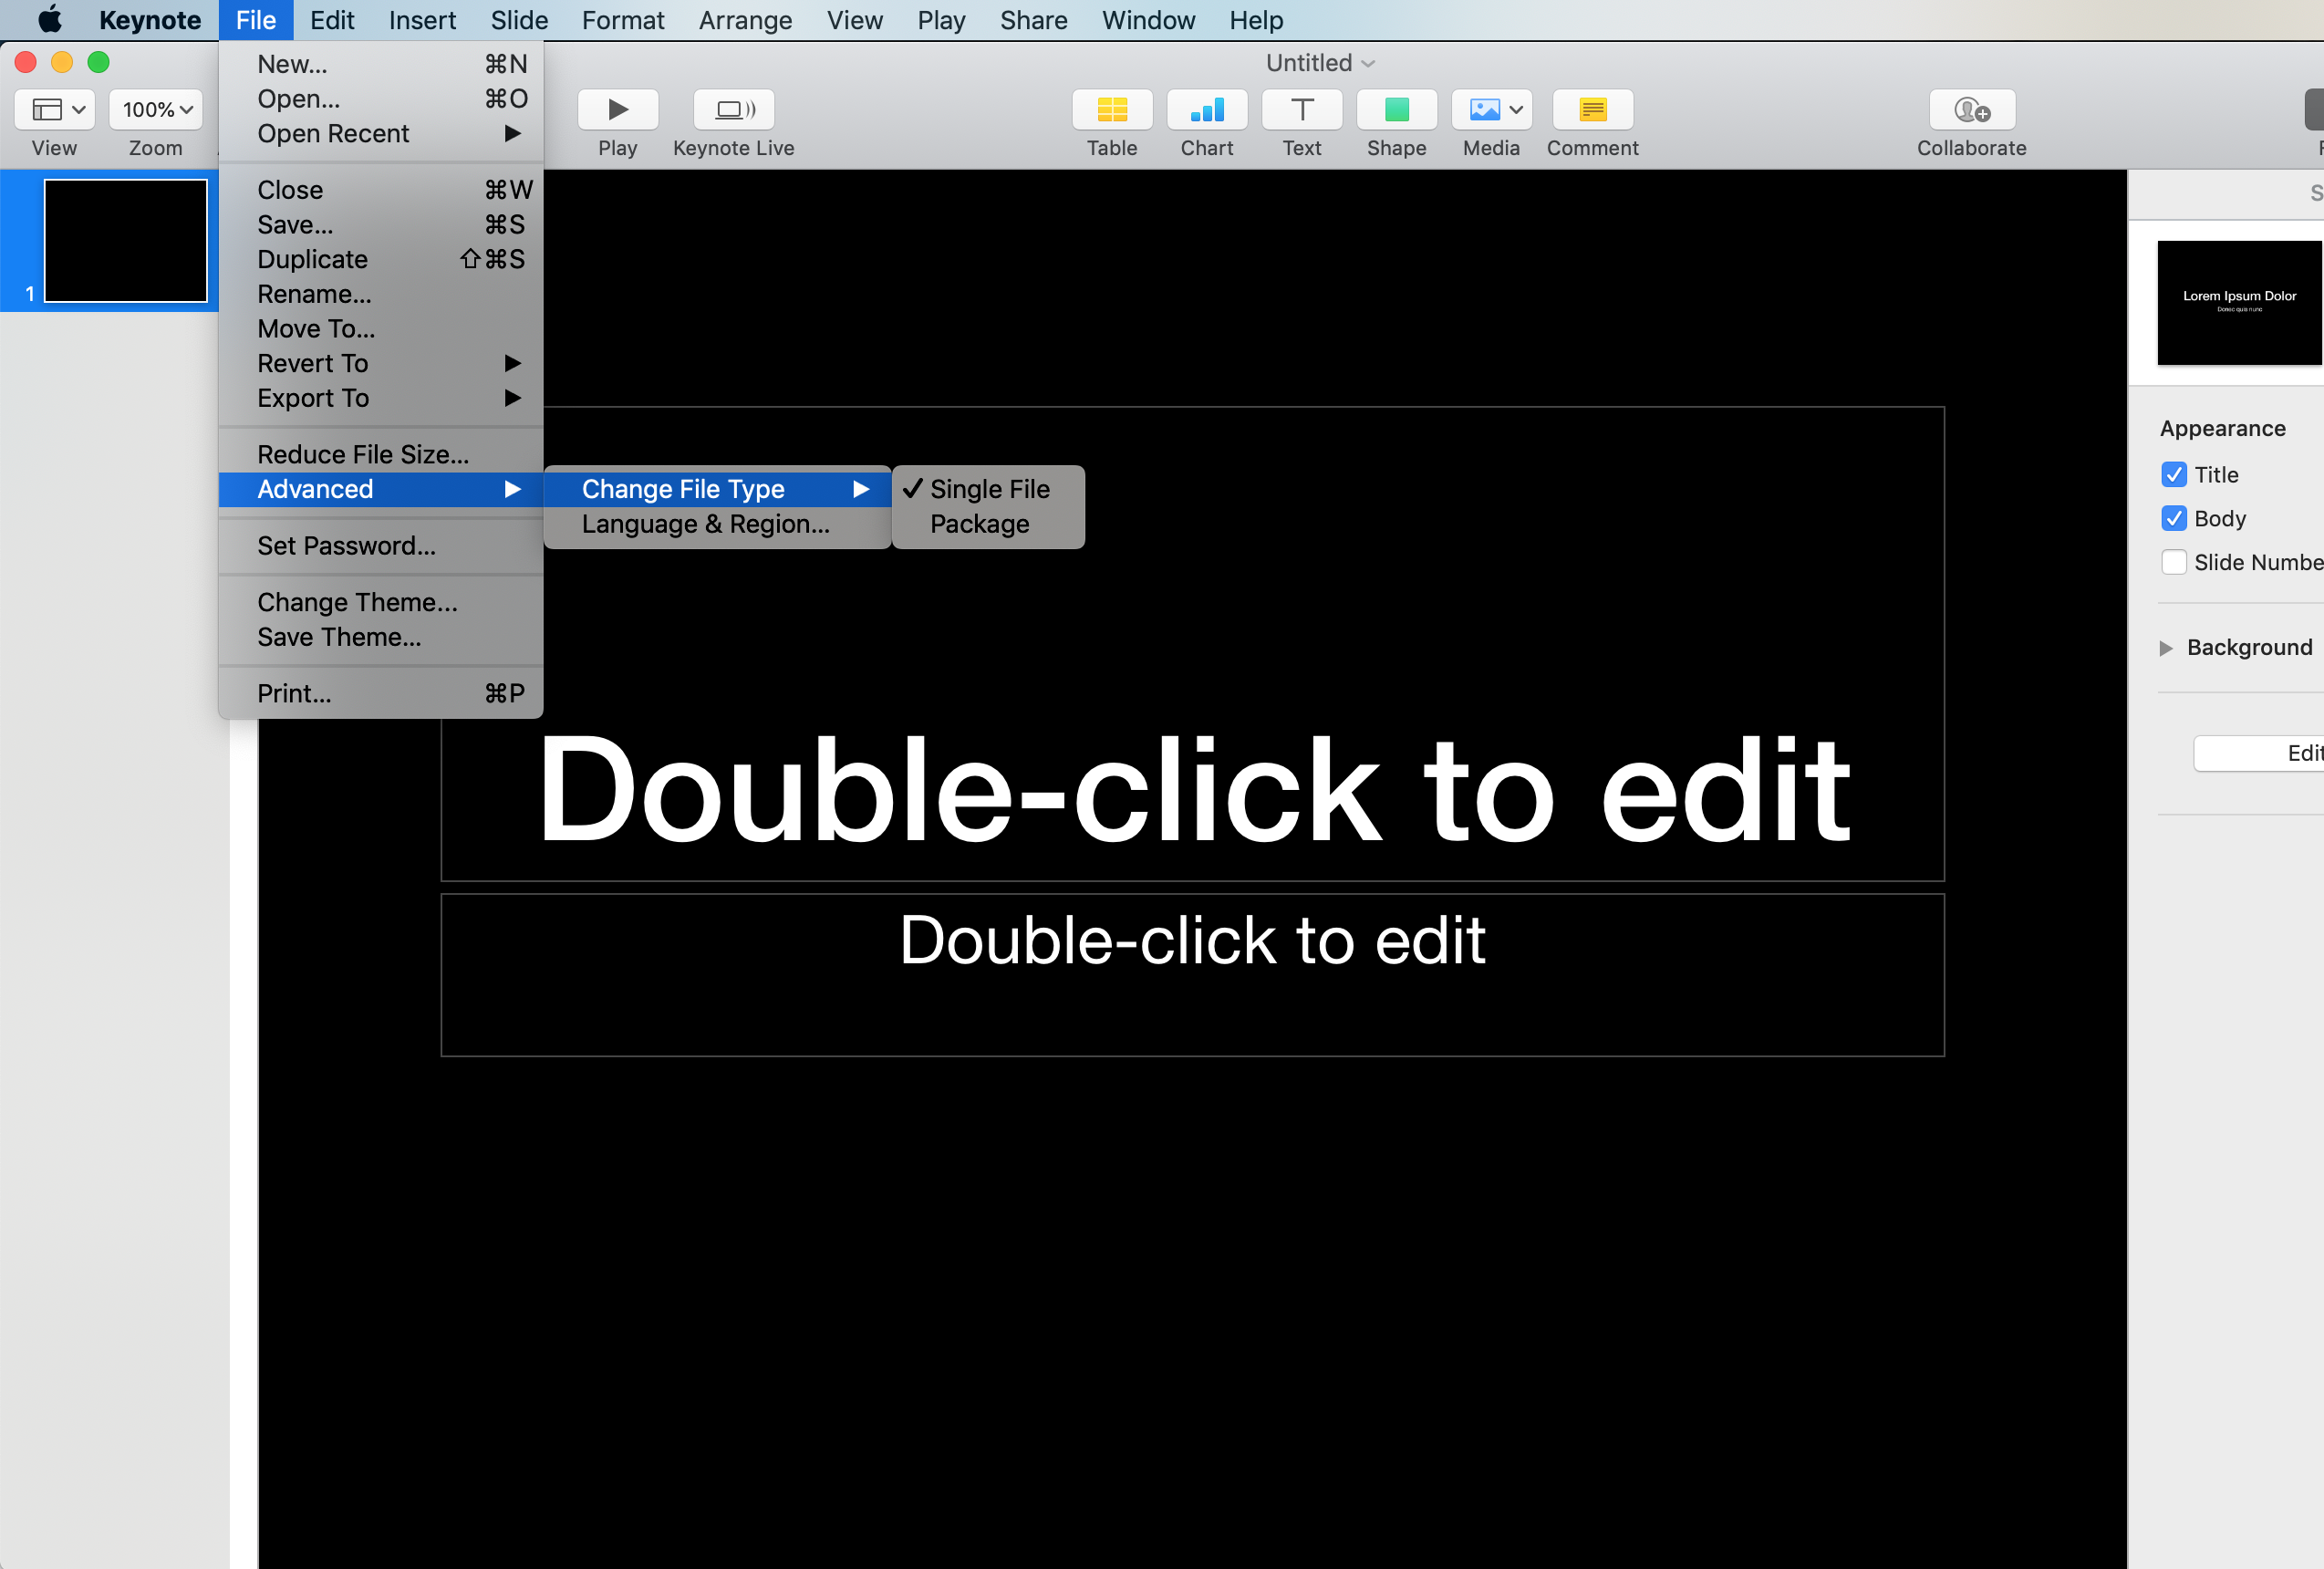 Keynote File Edit Insert Slide Format Arrange View Play Share Window Help
Untitled
100%
View Zoom Play Keynote Live Table Chart Text Shape Media Comment Collaborate
New... ⌘N
Open... ⌘O
Open Recent
Close ⌘W
Save... ⌘S
Duplicate ⇧⌘S
Rename...
Move To...
Revert To
Export To
Reduce File Size...
Advanced
Set Password...
Change Theme...
Save Theme...
Print... ⌘P
Change File Type
Language & Region...
✓ Single File
Package
1
Double-click to edit
Double-click to edit
Lorem Ipsum Dolor
Donec quis nunc
Appearance
Title
Body
Slide Numbe
Background
Edit